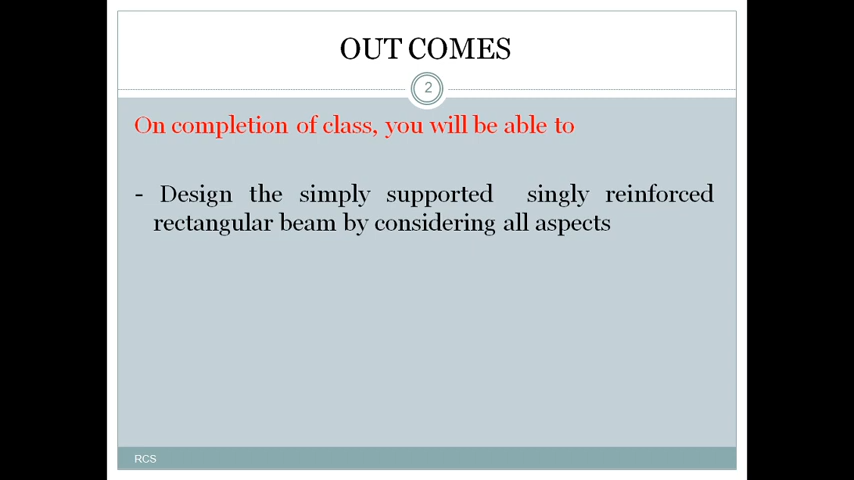 OUT COMES
2
On completion of class, you will be able to
- Design the simply supported singly reinforced
rectangular beam by considering all aspects
RCS